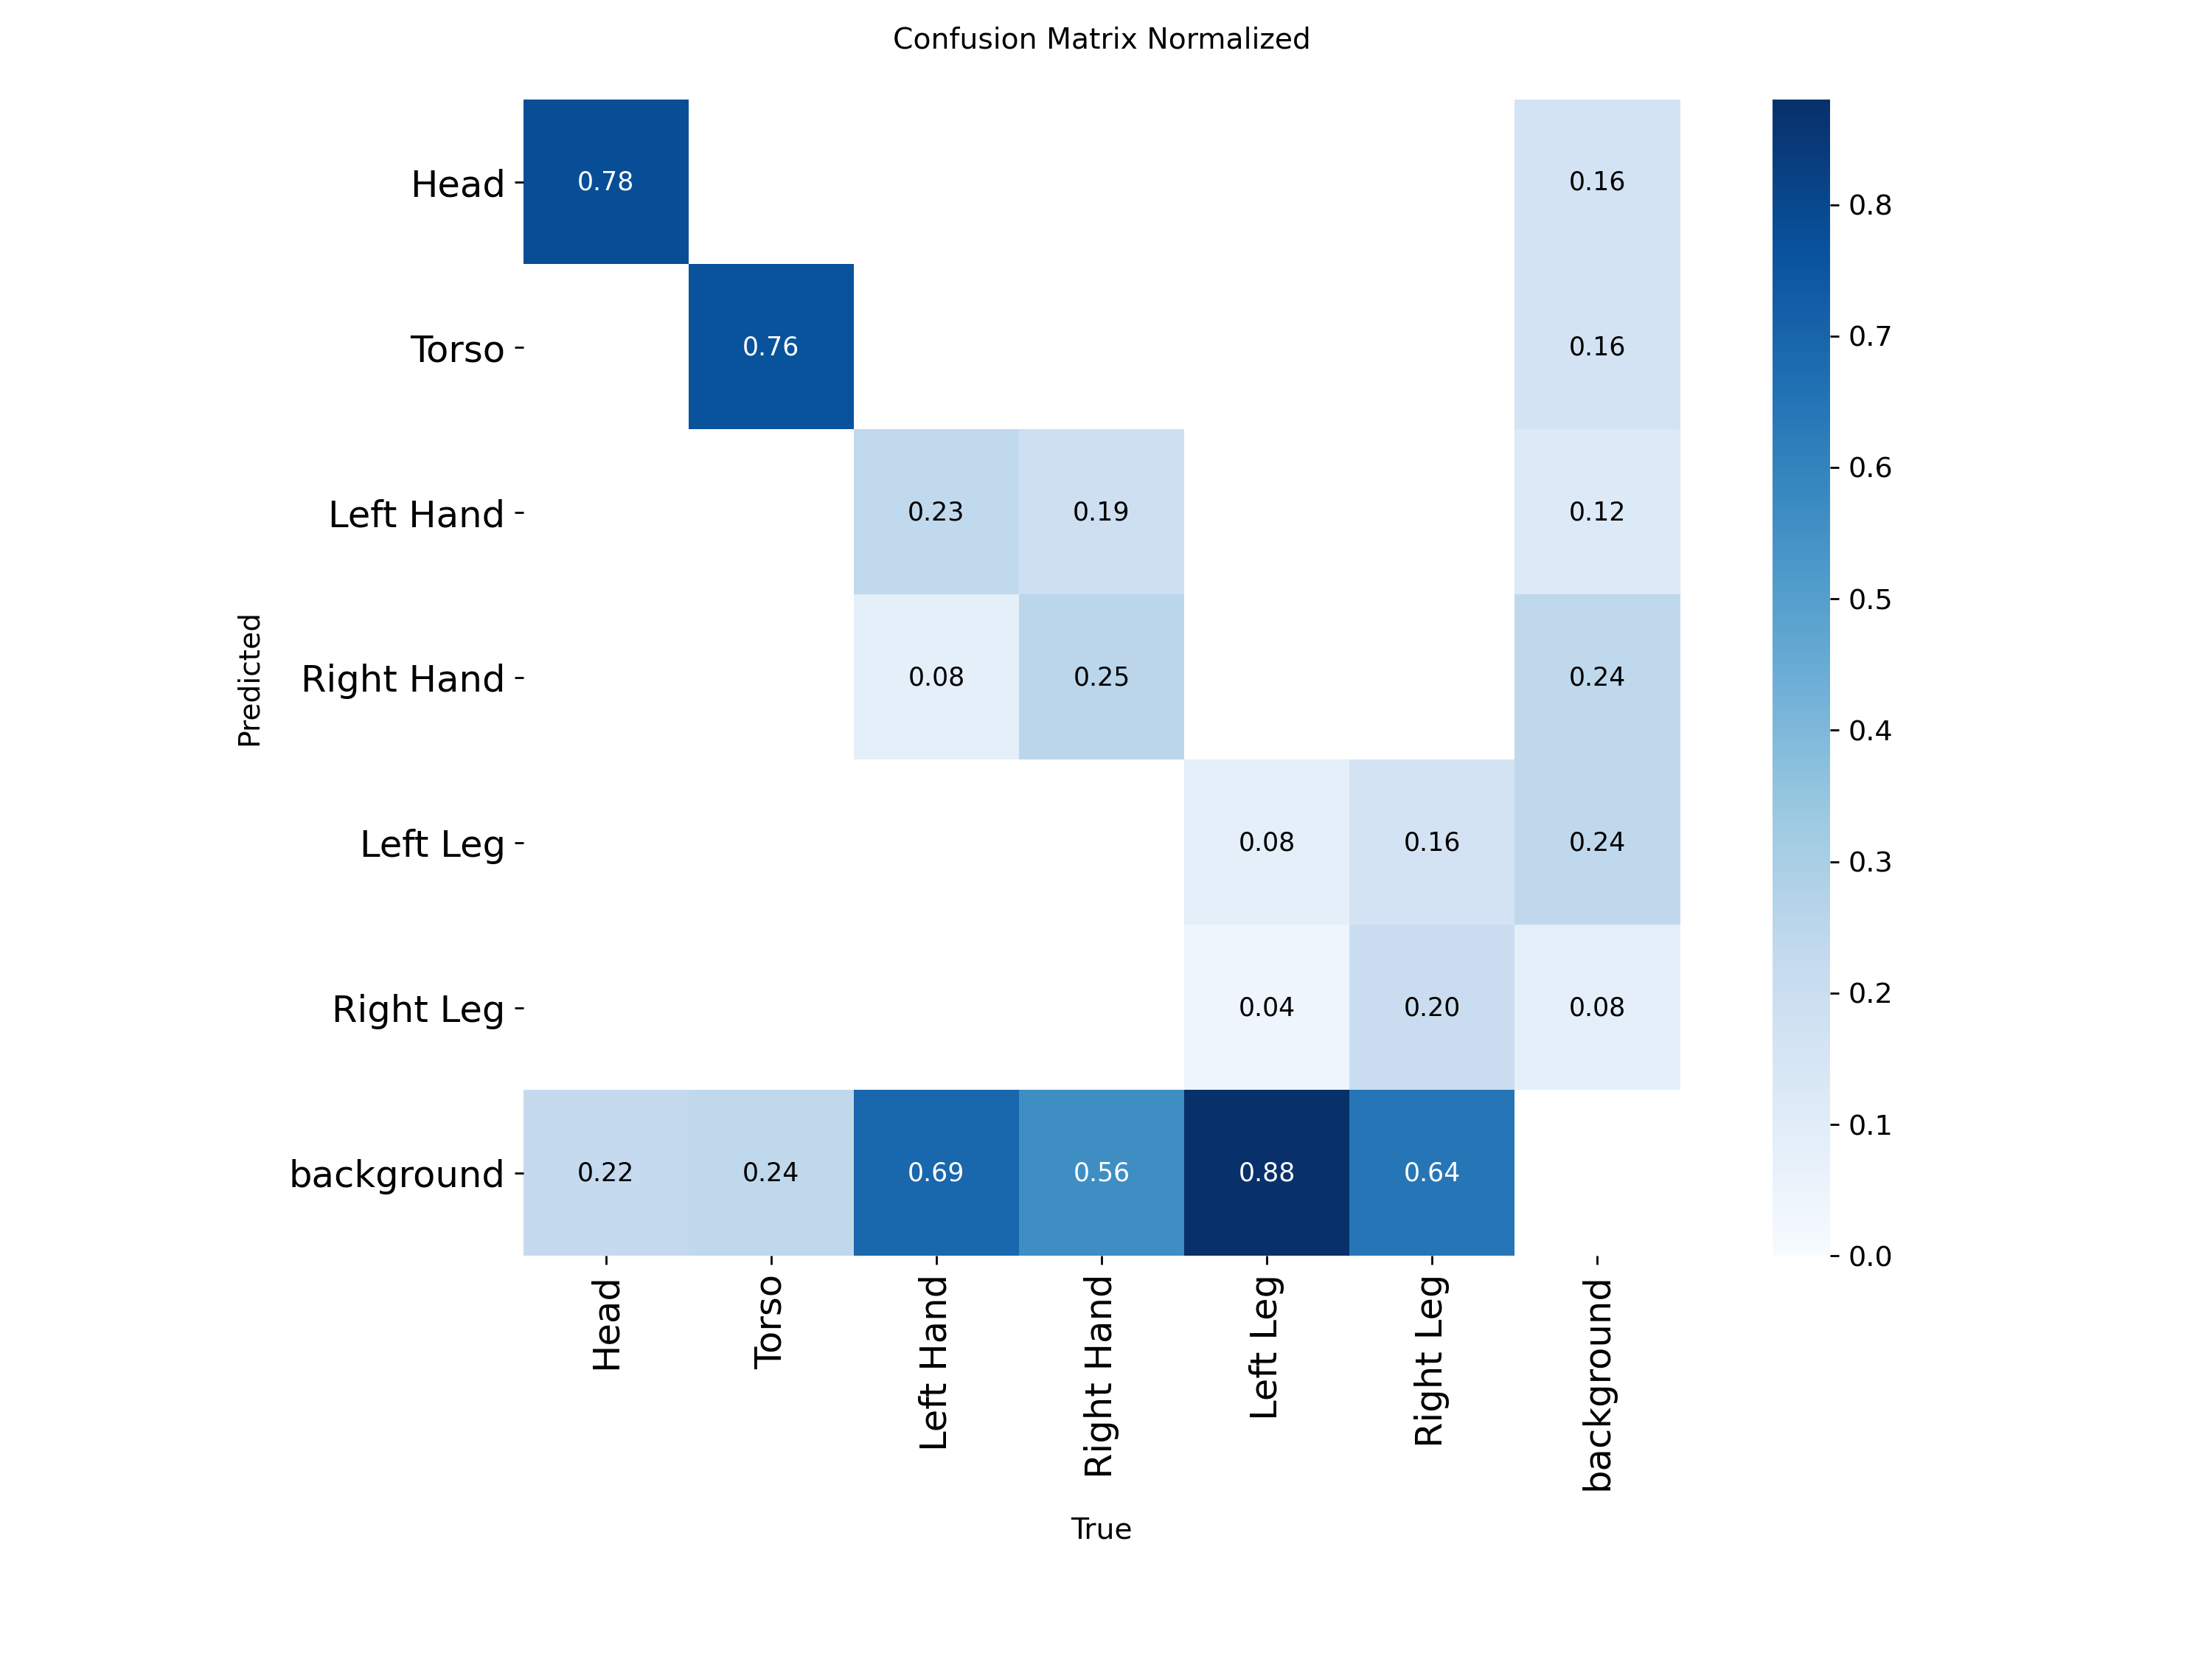 Confusion Matrix Normalized
Head
0.78
0.16
0.8
Torso
0.76
0.16
0.7
Left Hand
0.23
0.19
0.12
0.6
0.5
Predicted
Right Hand
0.08
0.25
0.24
0.4
Left Leg
0.08
0.16
0.24
0.3
Right Leg
0.04
0.20
0.08
0.2
0.1
background
0.22
0.24
0.69
0.56
0.88
0.64
0.0
Head
Torso
Left Hand
Right Hand
Left Leg
Right Leg
background
True